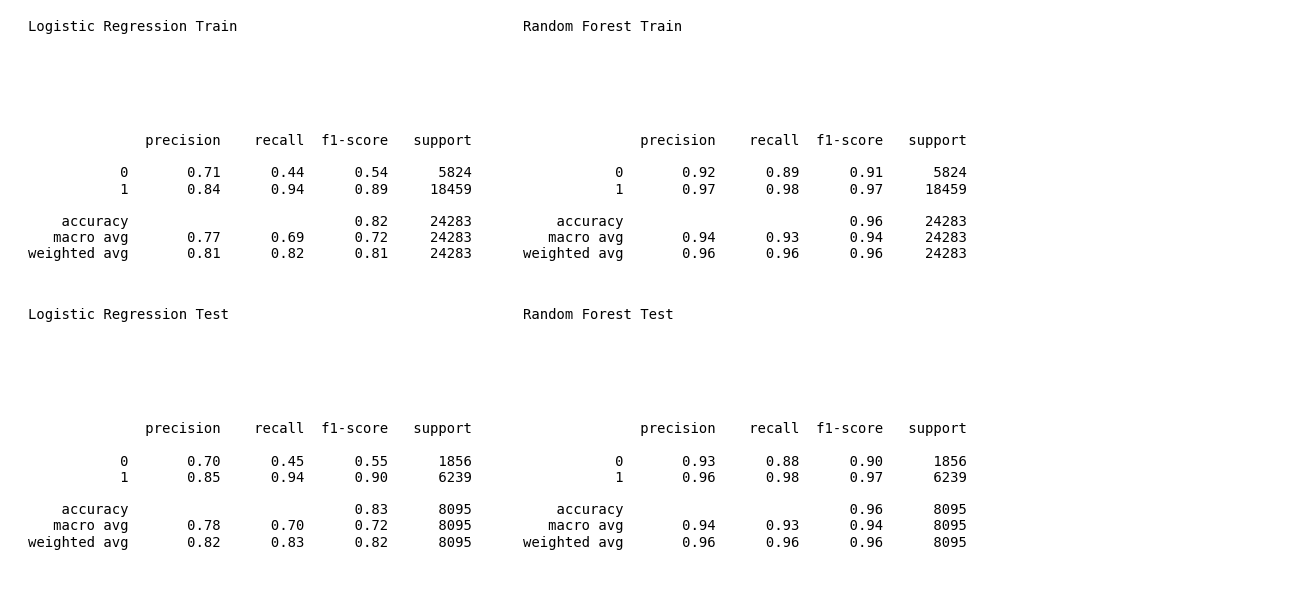 Logistic Regression Train    Random Forest Train
precision    recall  f1-score   support    precision    recall  f1-score   support
0       0.71      0.44      0.54      5824    0       0.92      0.89      0.91      5824
1       0.84      0.94      0.89     18459    1       0.97      0.98      0.97     18459
accuracy                           0.82     24283    accuracy                           0.96     24283
macro avg       0.77      0.69      0.72     24283    macro avg       0.94      0.93      0.94     24283
weighted avg       0.81      0.82      0.81     24283    weighted avg       0.96      0.96      0.96     24283
Logistic Regression Test    Random Forest Test
precision    recall  f1-score   support    precision    recall  f1-score   support
0       0.70      0.45      0.55      1856    0       0.93      0.88      0.90      1856
1       0.85      0.94      0.90      6239    1       0.96      0.98      0.97      6239
accuracy                           0.83      8095    accuracy                           0.96      8095
macro avg       0.78      0.70      0.72      8095    macro avg       0.94      0.93      0.94      8095
weighted avg       0.82      0.83      0.82      8095    weighted avg       0.96      0.96      0.96      8095